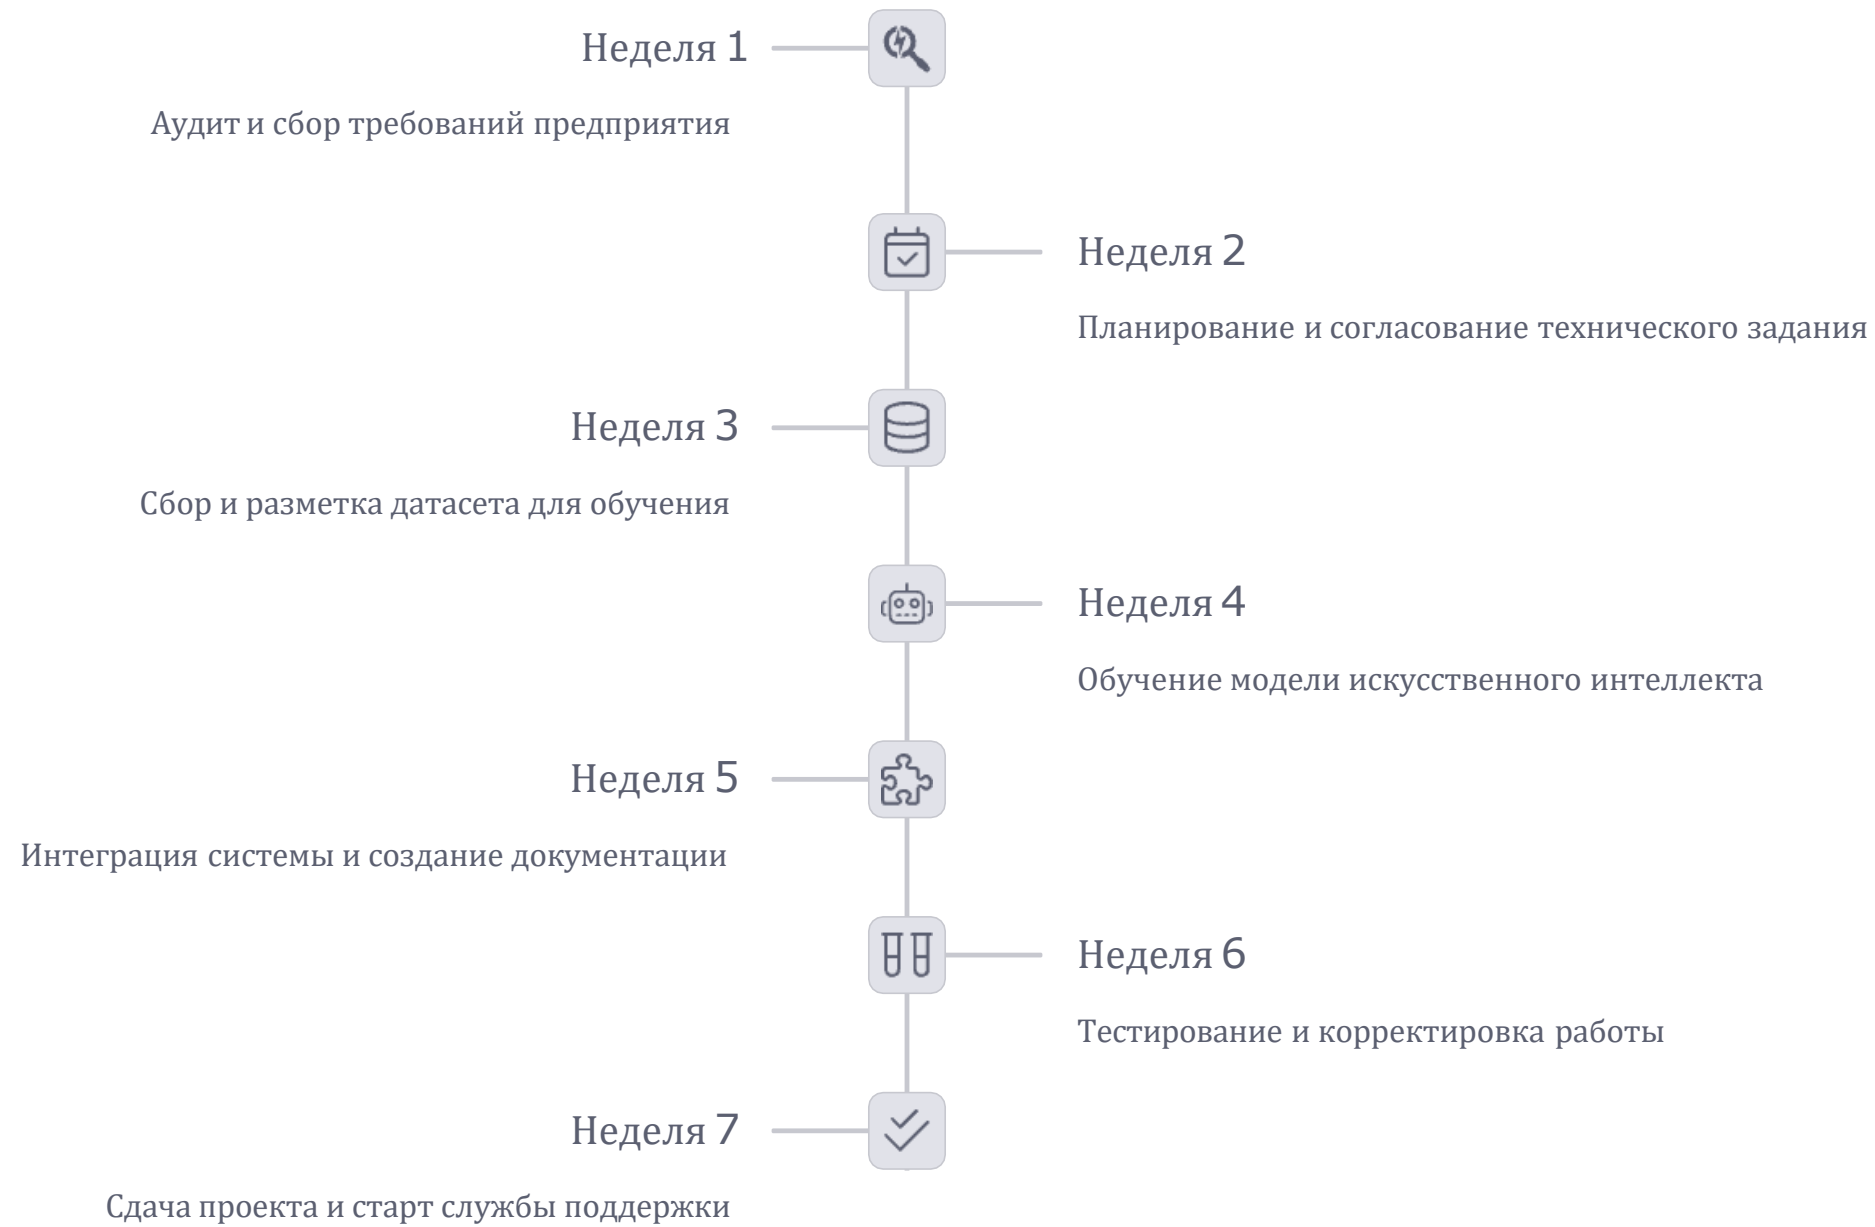 Неделя 1
Аудит и сбор требований предприятия
Неделя 2
Планирование и согласование технического задания
Неделя 3
Сбор и разметка датасета для обучения
Неделя 4
Обучение модели искусственного интеллекта
Неделя 5
Интеграция системы и создание документации
Неделя 6
Тестирование и корректировка работы
Неделя 7
Сдача проекта и старт службы поддержки